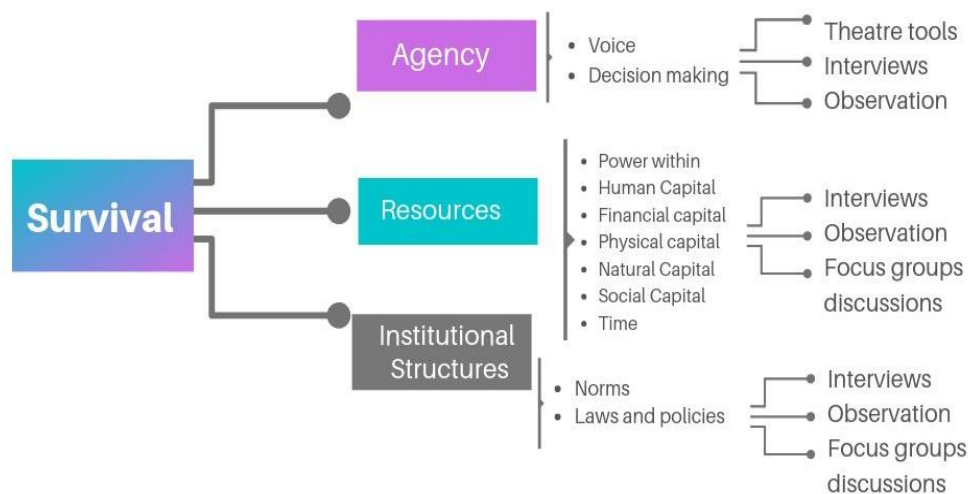 Survival
Agency
• Voice
• Decision making
Theatre tools
Interviews
Observation
Resources
• Power within
• Human Capital
• Financial capital
• Physical capital
• Natural Capital
• Social Capital
• Time
Interviews
Observation
Focus groups
discussions
Institutional
Structures
• Norms
• Laws and policies
Interviews
Observation
Focus groups
discussions